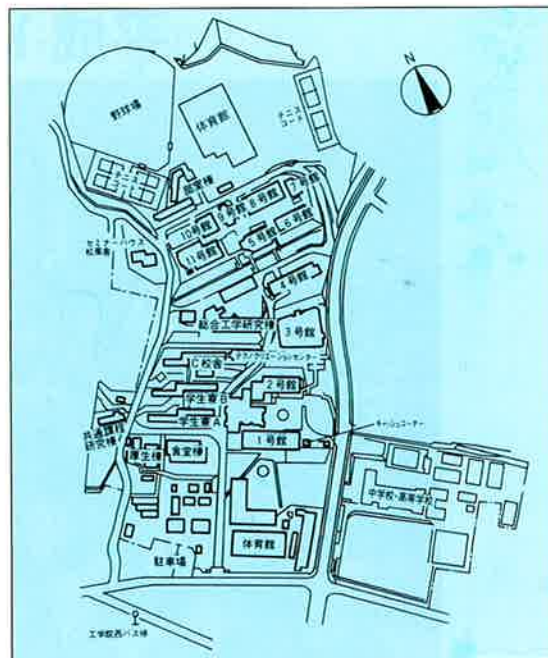 N
野球場
体育館
テニス
コート
テニス
コート
部室棟
7号館
8号館
9号館
10号館
6号館
5号館
11号館
セミナーハウス
松風舎
4号館
総合工学研究棟
3号館
テクノクリエーションセンター
C校舎
2号館
学生寮B
学生寮A
キャッシュコーナー
1号館
共通課程
研究棟
厚生棟
食堂棟
中学校・高等学校
体育館
駐車場
工学院西バス停